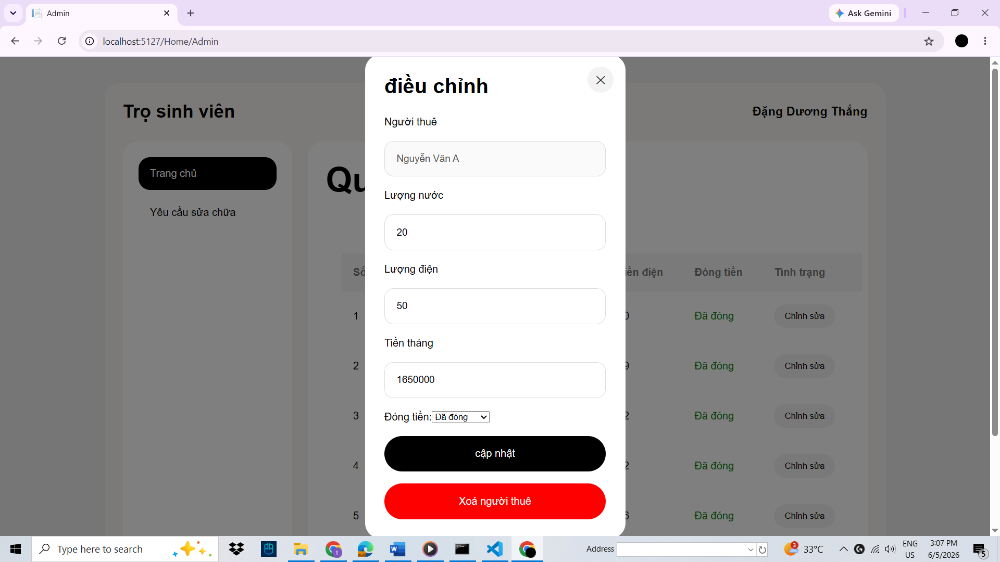 Admin
Ask Gemini
localhost:5127/Home/Admin
điều chỉnh
Trọ sinh viên
Đặng Dương Thắng
Người thuê
Nguyễn Văn A
Trang chủ
Qu
Lượng nước
Yêu cầu sửa chữa
20
Lượng điện
Số
iền điện
Đóng tiền
Tình trạng
50
1
0
Đã đóng
Chỉnh sửa
Tiền tháng
2
9
Đã đóng
Chỉnh sửa
1650000
Đóng tiền:
Đã đóng
3
2
Đã đóng
Chỉnh sửa
cập nhật
4
2
Đã đóng
Chỉnh sửa
Xoá người thuê
5
6
Đã đóng
Chỉnh sửa
Type here to search
Address
3
33°C
ENG
US
3:07 PM
6/5/2026
5